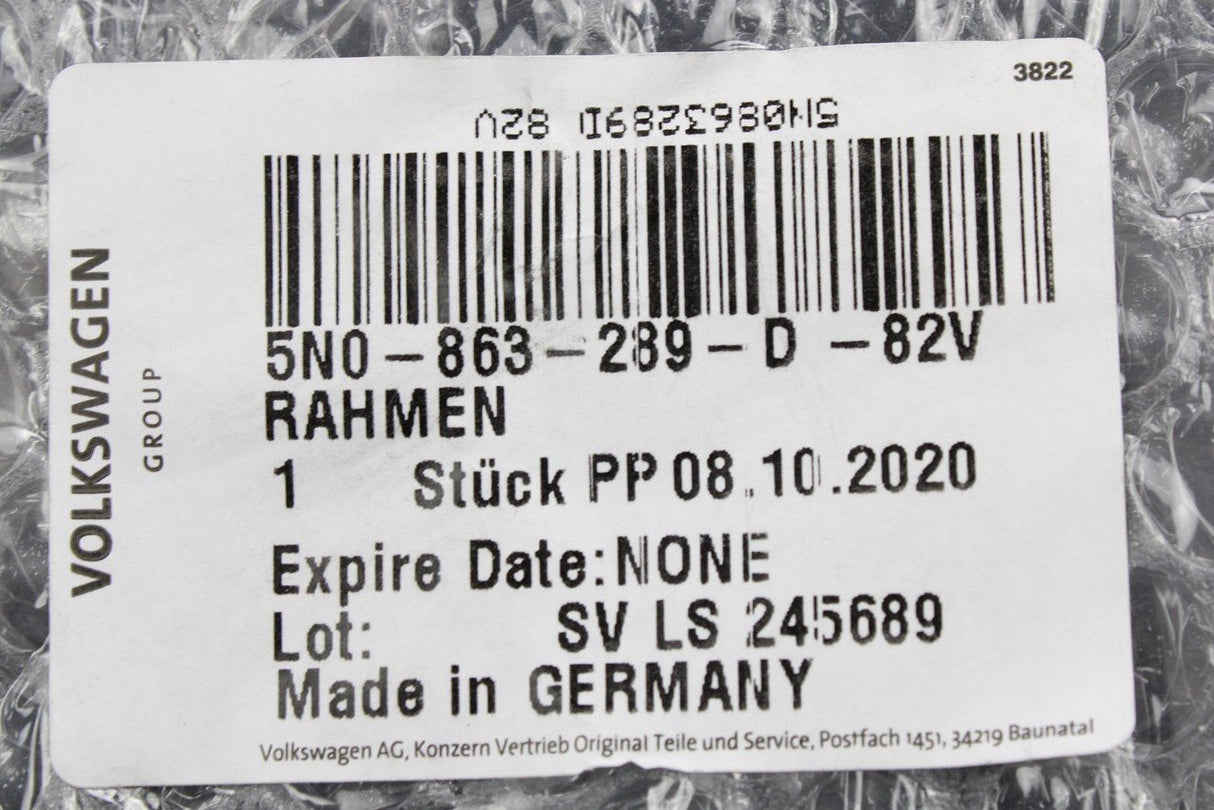 3822
5N0863289D 82V
5N0-863-289-D -82V
RAHMEN
1 Stück PP 08.10.2020
Expire Date:NONE
Lot: SV LS 245689
Made in GERMANY
Volkswagen AG, Konzern Vertrieb Original Teile und Service, Postfach 1451, 34219 Baunatal
VOLKSWAGEN
GROUP